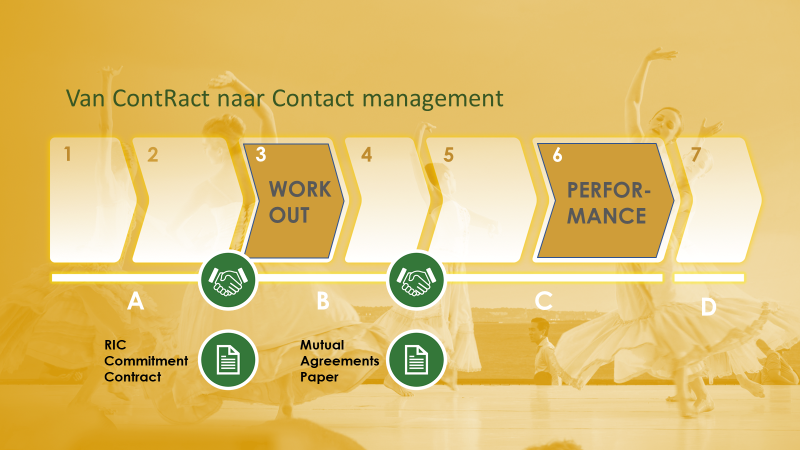 Van ContRact naar Contact management
1
2
3
4
5
6
7
WORK
OUT
PERFOR-
MANCE
A
B
C
D
RIC
Commitment
Contract
Mutual
Agreements
Paper